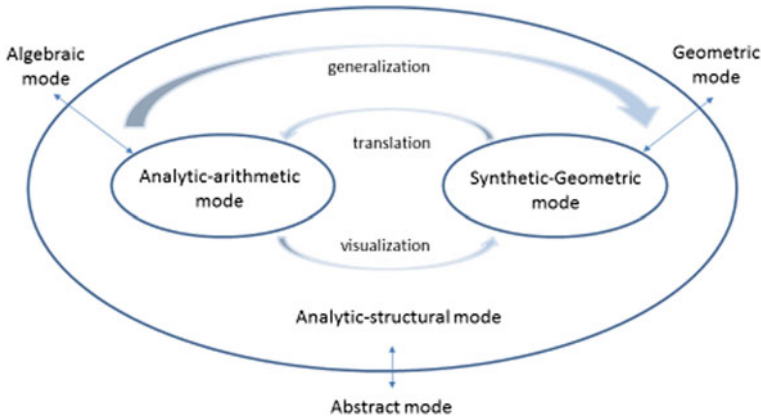 Algebraic
mode
Geometric
mode
generalization
translation
Analytic-arithmetic
mode
Synthetic-Geometric
mode
visualization
Analytic-structural mode
Abstract mode